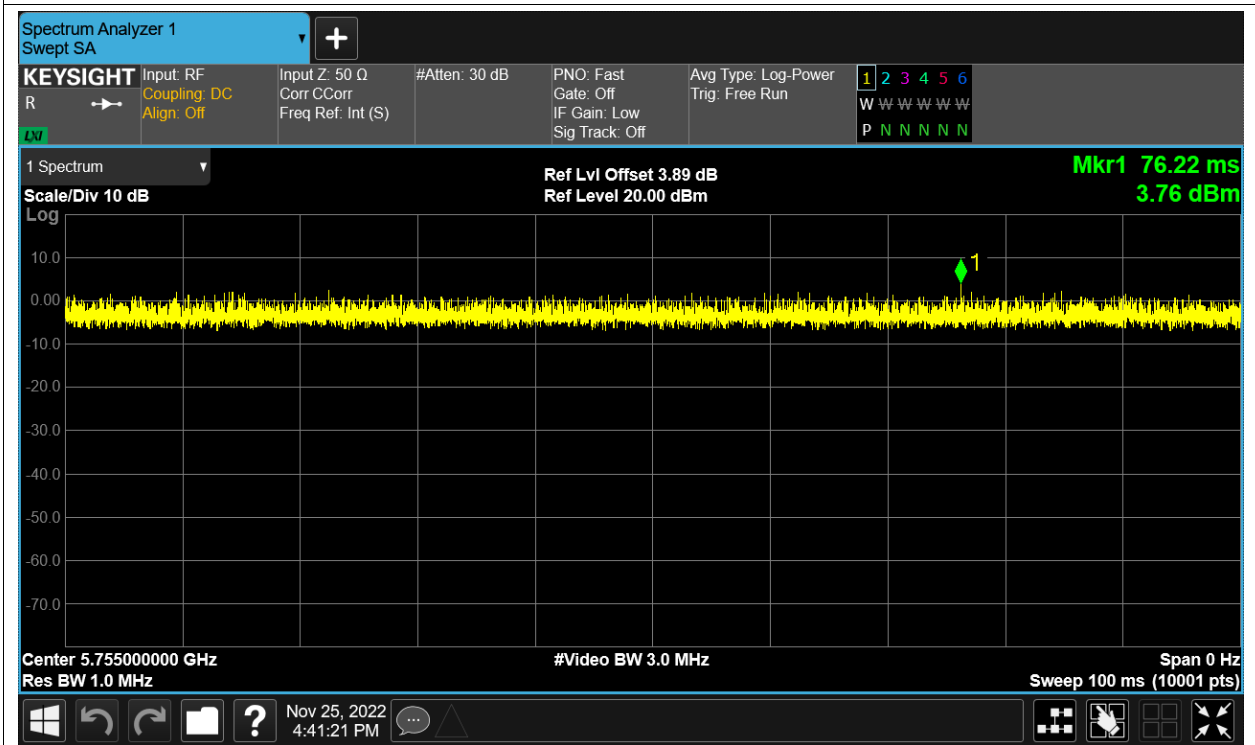 Spectrum Analyzer 1
Swept SA
▼
+
KEYSIGHT Input: RF Input Z: 50 Ω #Atten: 30 dB PNO: Fast Avg Type: Log-Power 1 2 3 4 5 6
R Coupling: DC Corr CCorr Gate: Off Trig: Free Run W W W W W W
Align: Off Freq Ref: Int (S) IF Gain: Low
LXI Sig Track: Off P N N N N N
1 Spectrum ▼
Ref Lvl Offset 3.89 dB Mkr1 76.22 ms
Scale/Div 10 dB Ref Level 20.00 dBm 3.76 dBm
Log
10.0
1
0.00
-10.0
-20.0
-30.0
-40.0
-50.0
-60.0
-70.0
Center 5.755000000 GHz #Video BW 3.0 MHz Span 0 Hz
Res BW 1.0 MHz Sweep 100 ms (10001 pts)
? Nov 25, 2022
4:41:21 PM